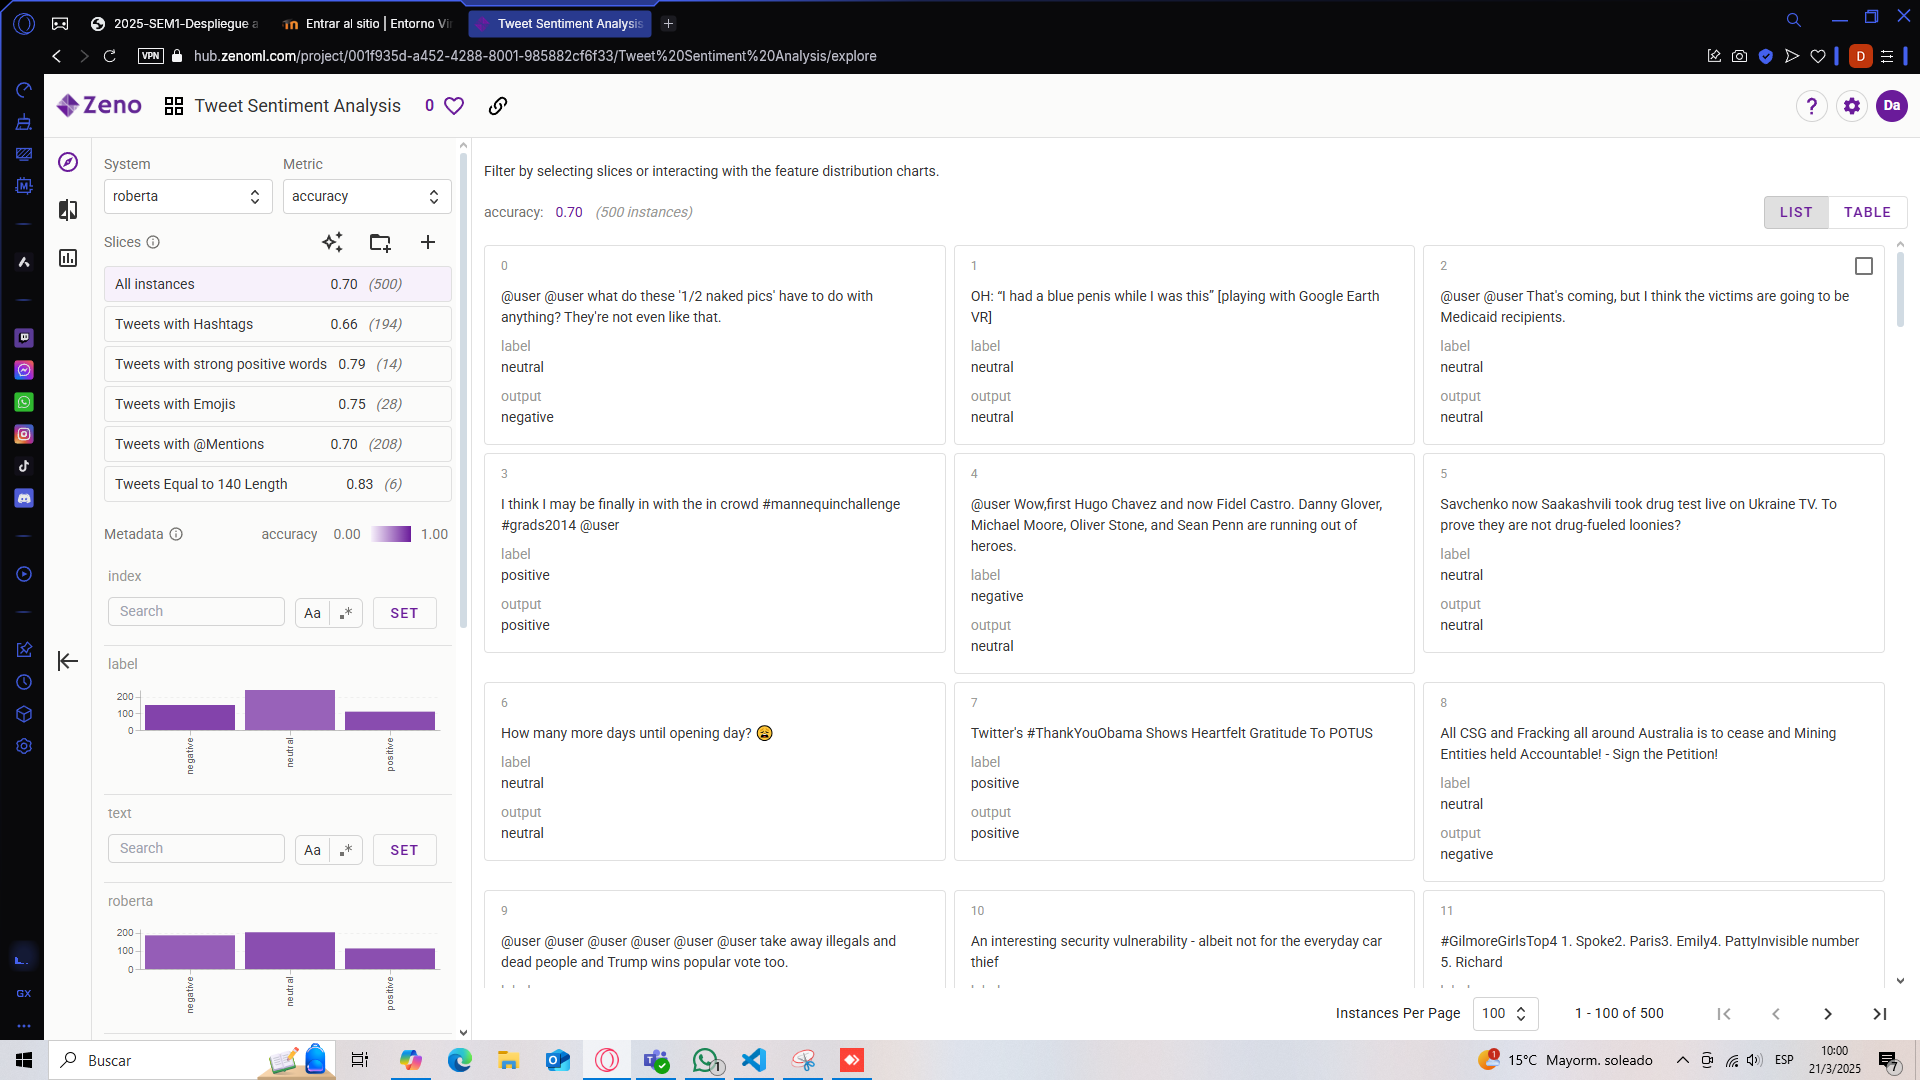 2025-SEM1-Despliegue a
Entrar al sitio | Entorno Vi
Tweet Sentiment Analysis
VPN
hub.zenoml.com/project/001f935d-a452-4288-8001-985882cf6f33/Tweet%20Sentiment%20Analysis/explore
D
Zeno
Tweet Sentiment Analysis
0
?
Da
System
Metric
roberta
accuracy
Slices
All instances 0.70 (500)
Tweets with Hashtags 0.66 (194)
Tweets with strong positive words 0.79 (14)
Tweets with Emojis 0.75 (28)
Tweets with @Mentions 0.70 (208)
Tweets Equal to 140 Length 0.83 (6)
Metadata accuracy 0.00 1.00
index
Search Aa .* SET
label
200
100
0
negative
neutral
positive
text
Search Aa .* SET
roberta
200
100
0
negative
neutral
positive
Filter by selecting slices or interacting with the feature distribution charts.
accuracy: 0.70 (500 instances)
LIST TABLE
0
@user @user what do these '1/2 naked pics' have to do with
anything? They're not even like that.
label
neutral
output
negative
1
OH: “I had a blue penis while I was this” [playing with Google Earth
VR]
label
neutral
output
neutral
2
@user @user That's coming, but I think the victims are going to be
Medicaid recipients.
label
neutral
output
neutral
3
I think I may be finally in with the in crowd #mannequinchallenge
#grads2014 @user
label
positive
output
positive
4
@user Wow,first Hugo Chavez and now Fidel Castro. Danny Glover,
Michael Moore, Oliver Stone, and Sean Penn are running out of
heroes.
label
negative
output
neutral
5
Savchenko now Saakashvili took drug test live on Ukraine TV. To
prove they are not drug-fueled loonies?
label
neutral
output
neutral
6
How many more days until opening day? 😩
label
neutral
output
neutral
7
Twitter's #ThankYouObama Shows Heartfelt Gratitude To POTUS
label
positive
output
positive
8
All CSG and Fracking all around Australia is to cease and Mining
Entities held Accountable! - Sign the Petition!
label
neutral
output
negative
9
@user @user @user @user @user @user take away illegals and
dead people and Trump wins popular vote too.
10
An interesting security vulnerability - albeit not for the everyday car
thief
11
#GilmoreGirlsTop4 1. Spoke2. Paris3. Emily4. PattyInvisible number
5. Richard
Instances Per Page 100 1 - 100 of 500
GX
Buscar
1
1
15°C Mayorm. soleado
ESP
10:00
21/3/2025
7